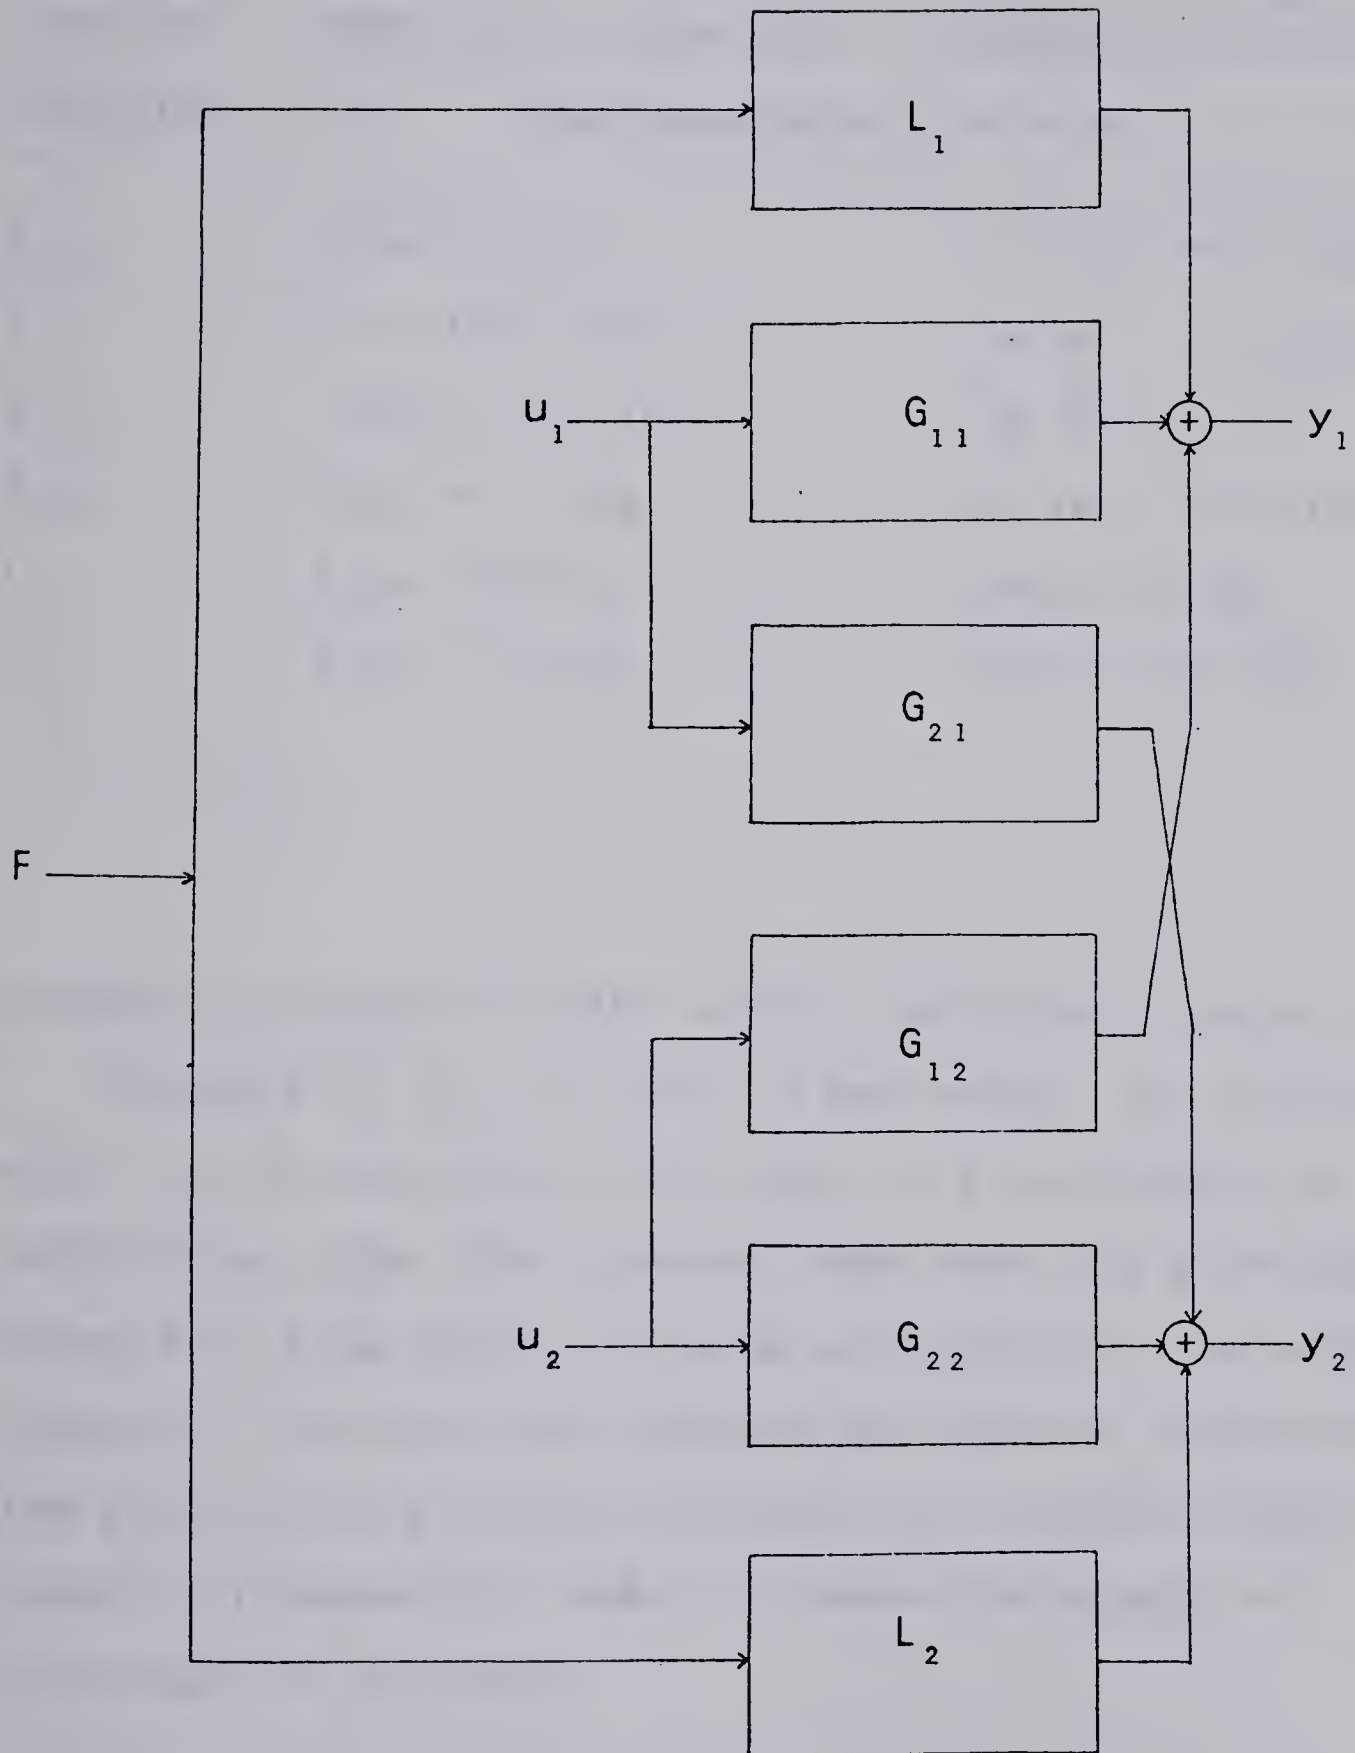 L₁
u₁ G₁₁ + y₁
G₂₁
F
G₁₂
u₂ G₂₂ + y₂
L₂